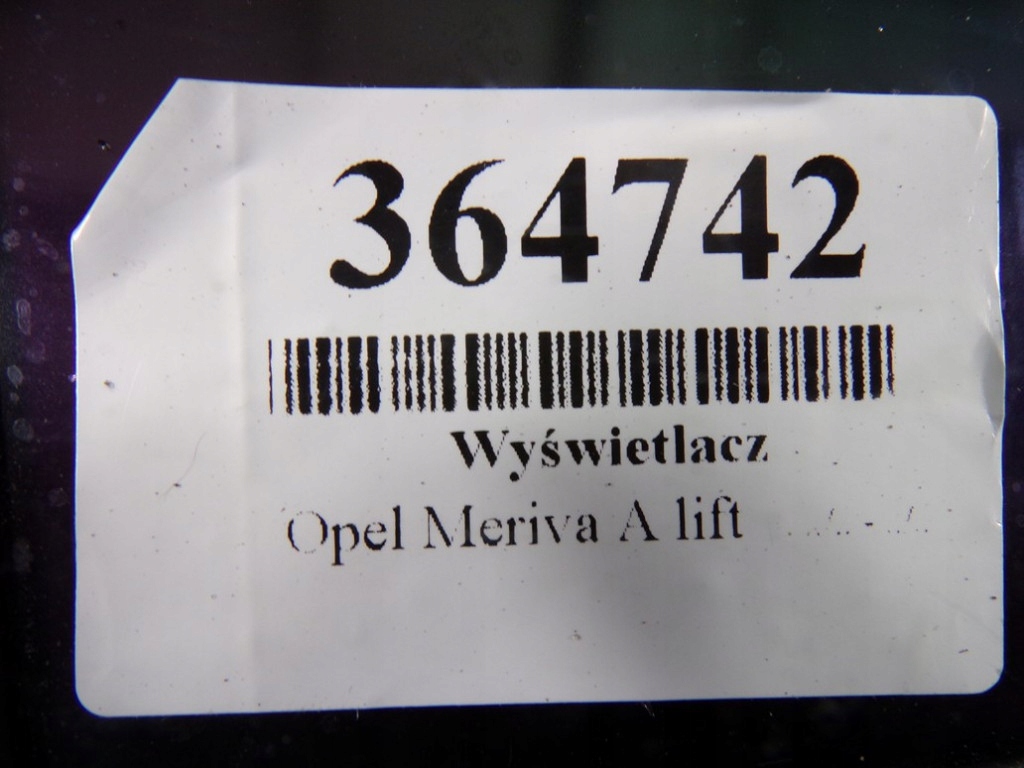 364742
Wyświetlacz
Opel Meriva A lift